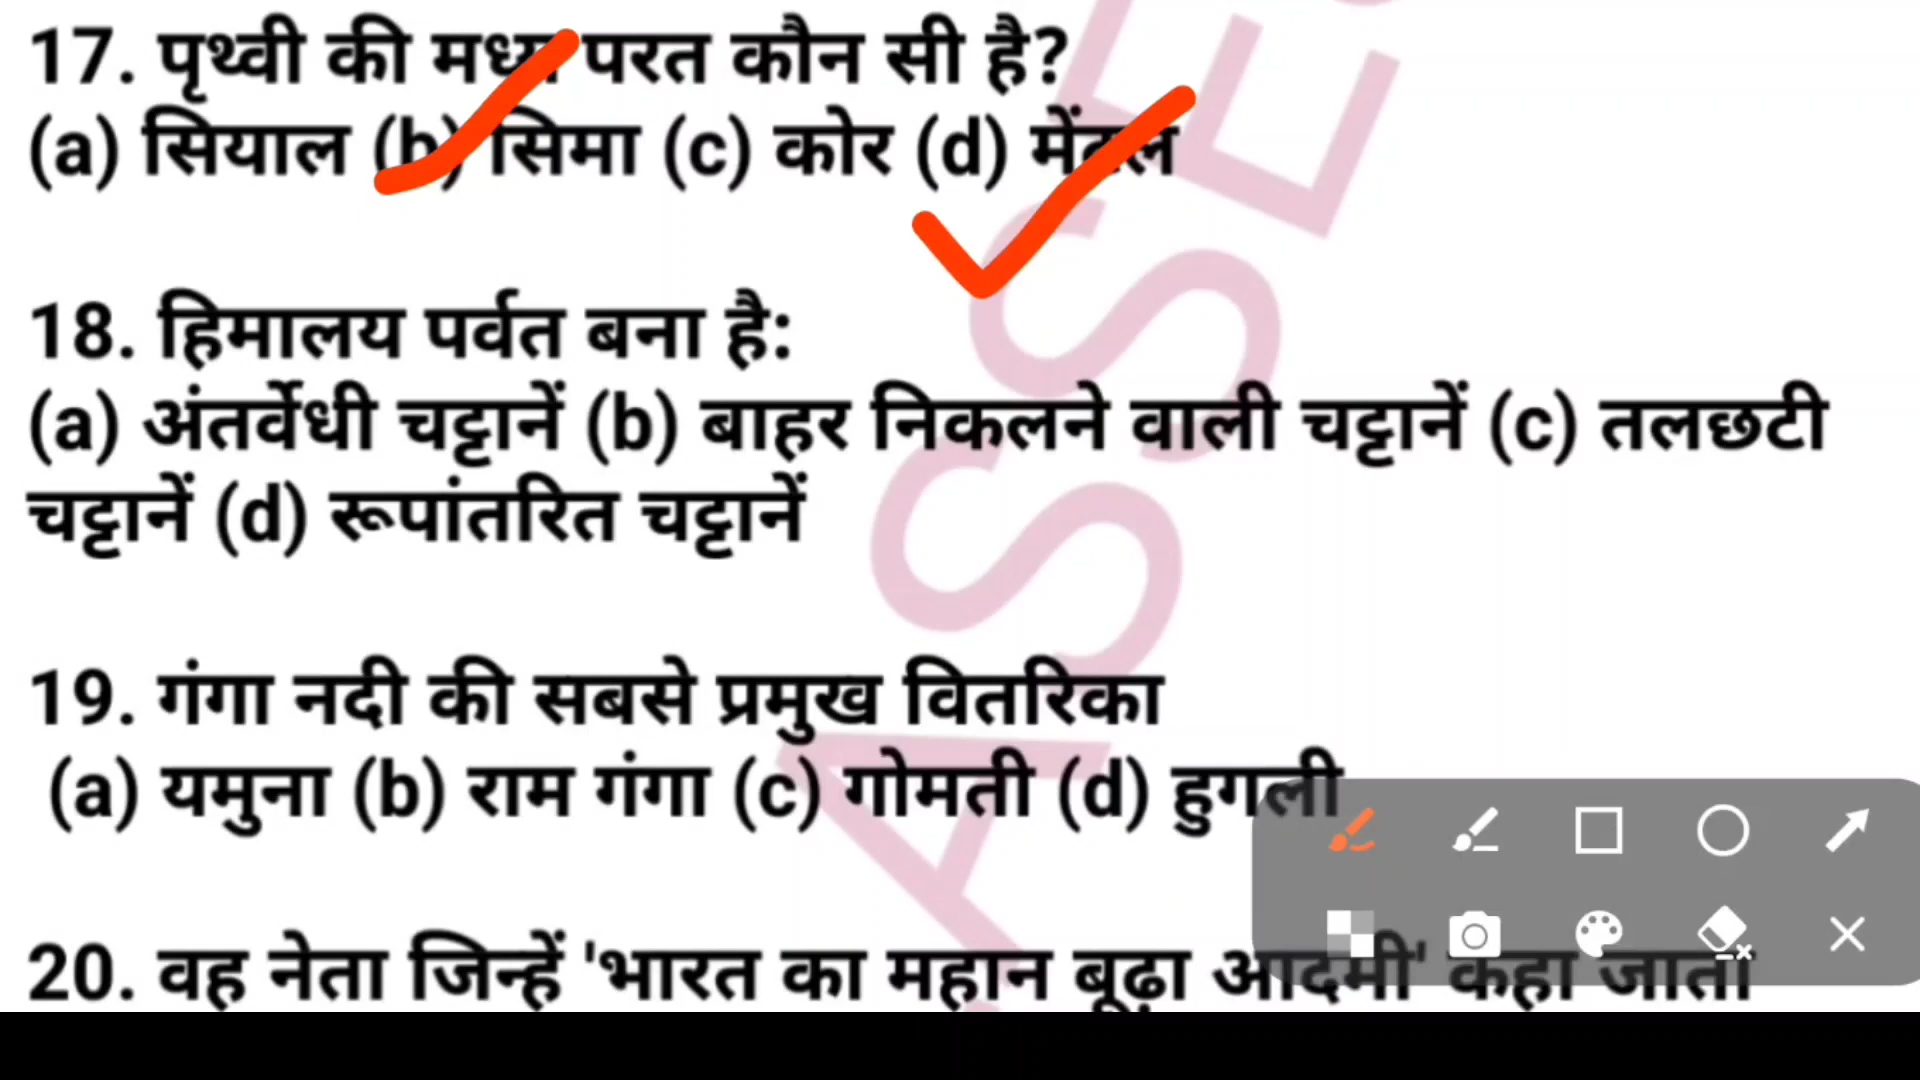 17. पृथ्वी की मध्य परत कौन सी है?
(a) सियाल (b) सिमा (c) कोर (d) मेंटल
18. हिमालय पर्वत बना है:
(a) अंतर्वेधी चट्टानें (b) बाहर निकलने वाली चट्टानें (c) तलछटी
चट्टानें (d) रूपांतरित चट्टानें
19. गंगा नदी की सबसे प्रमुख वितरिका
(a) यमुना (b) राम गंगा (c) गोमती (d) हुगली
20. वह नेता जिन्हें 'भारत का महान बूढ़ा आदमी' कहा जाता
ASSE